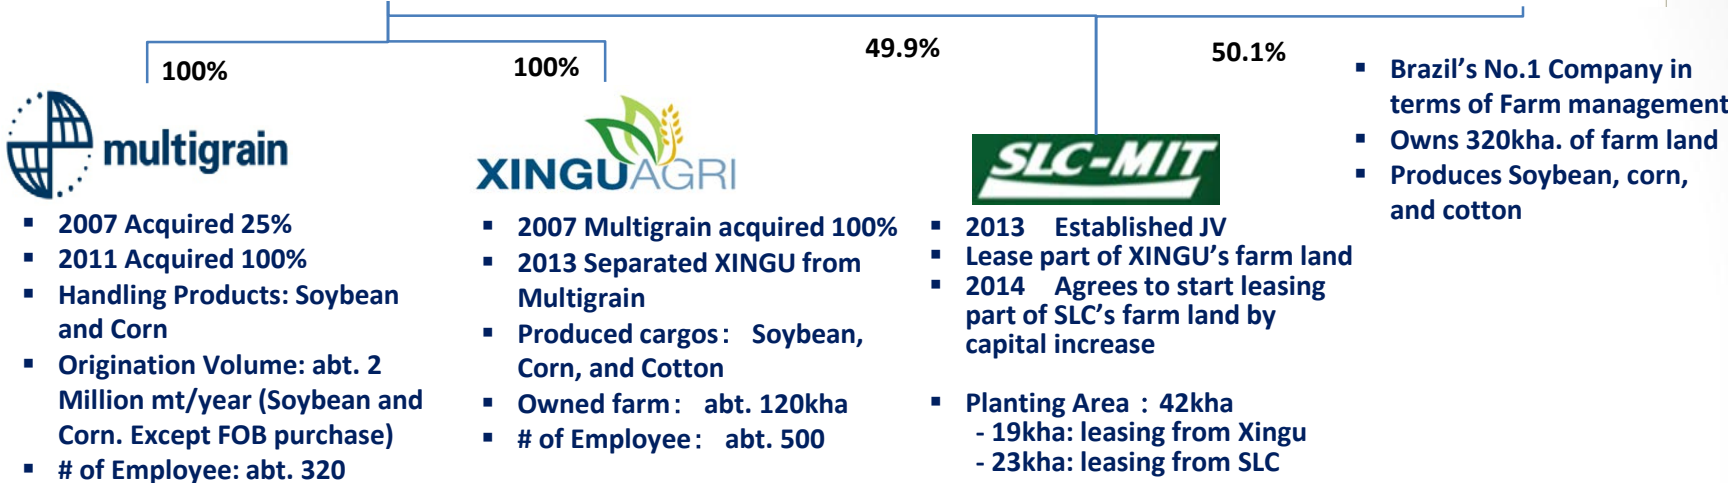 100%
100%
49.9%
50.1%
multigrain
▪ 2007 Acquired 25%
▪ 2011 Acquired 100%
▪ Handling Products: Soybean
and Corn
▪ Origination Volume: abt. 2
Million mt/year (Soybean and
Corn. Except FOB purchase)
▪ # of Employee: abt. 320
XINGUAGRI
▪ 2007 Multigrain acquired 100%
▪ 2013 Separated XINGU from
Multigrain
▪ Produced cargos： Soybean,
Corn, and Cotton
▪ Owned farm： abt. 120kha
▪ # of Employee： abt. 500
SLC-MIT
▪ 2013 Established JV
▪ Lease part of XINGU’s farm land
▪ 2014 Agrees to start leasing
part of SLC’s farm land by
capital increase
▪ Planting Area：42kha
- 19kha: leasing from Xingu
- 23kha: leasing from SLC
▪ Brazil’s No.1 Company in
terms of Farm management
▪ Owns 320kha. of farm land
▪ Produces Soybean, corn,
and cotton